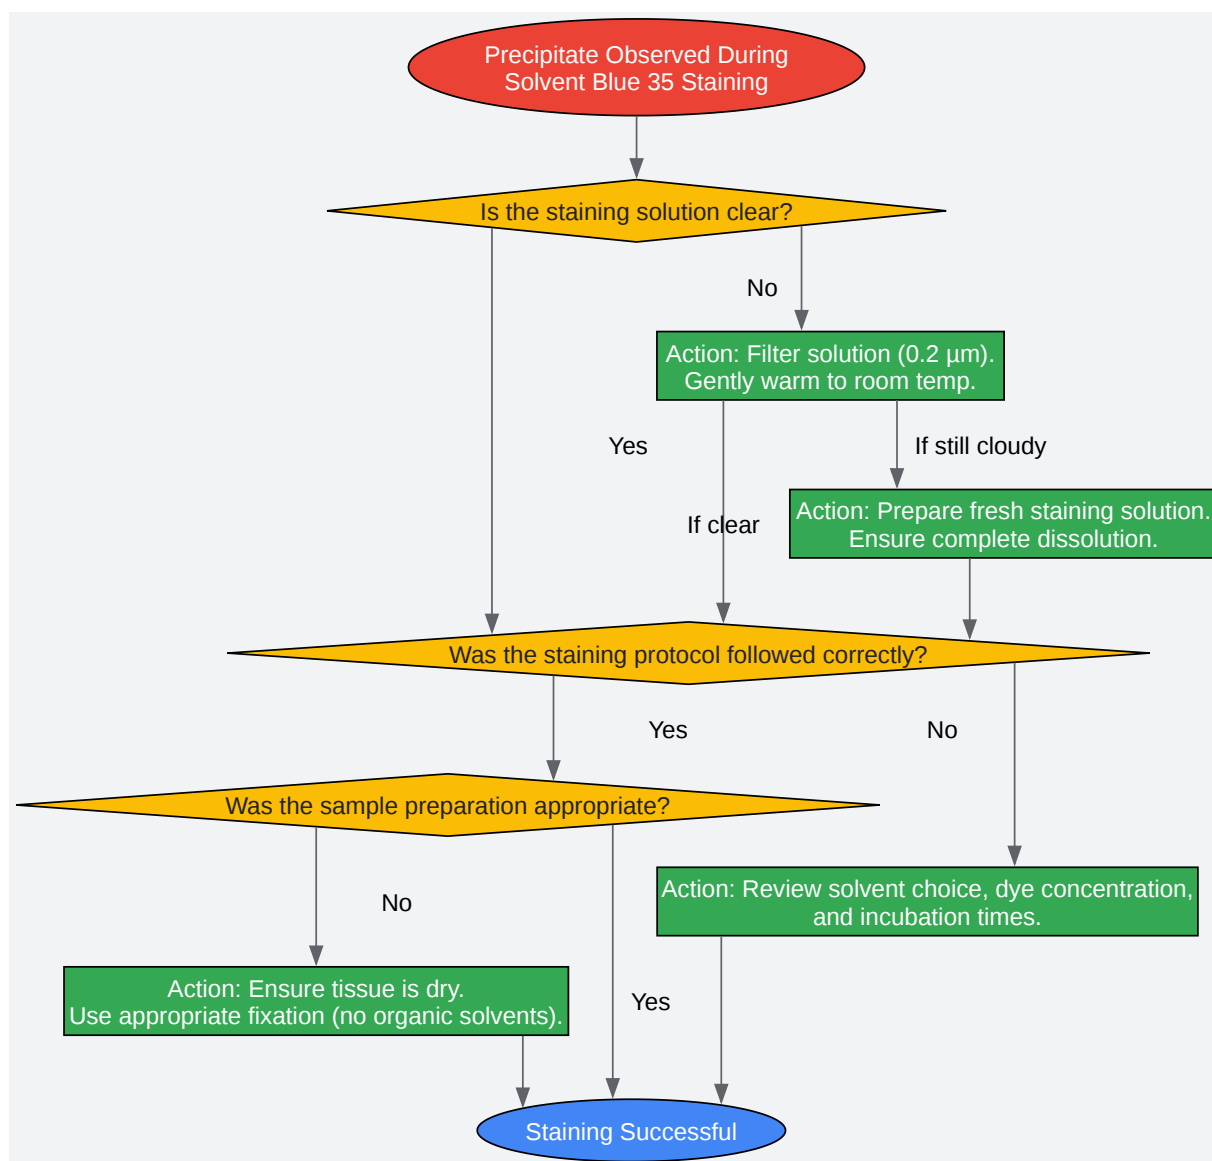 Precipitate Observed During
Solvent Blue 35 Staining
Is the staining solution clear?
No
Action: Filter solution (0.2 µm).
Gently warm to room temp.
Yes
If still cloudy
If clear
Action: Prepare fresh staining solution.
Ensure complete dissolution.
Was the staining protocol followed correctly?
Yes
No
Was the sample preparation appropriate?
No
Action: Review solvent choice, dye concentration,
and incubation times.
Action: Ensure tissue is dry.
Use appropriate fixation (no organic solvents).
Yes
Staining Successful